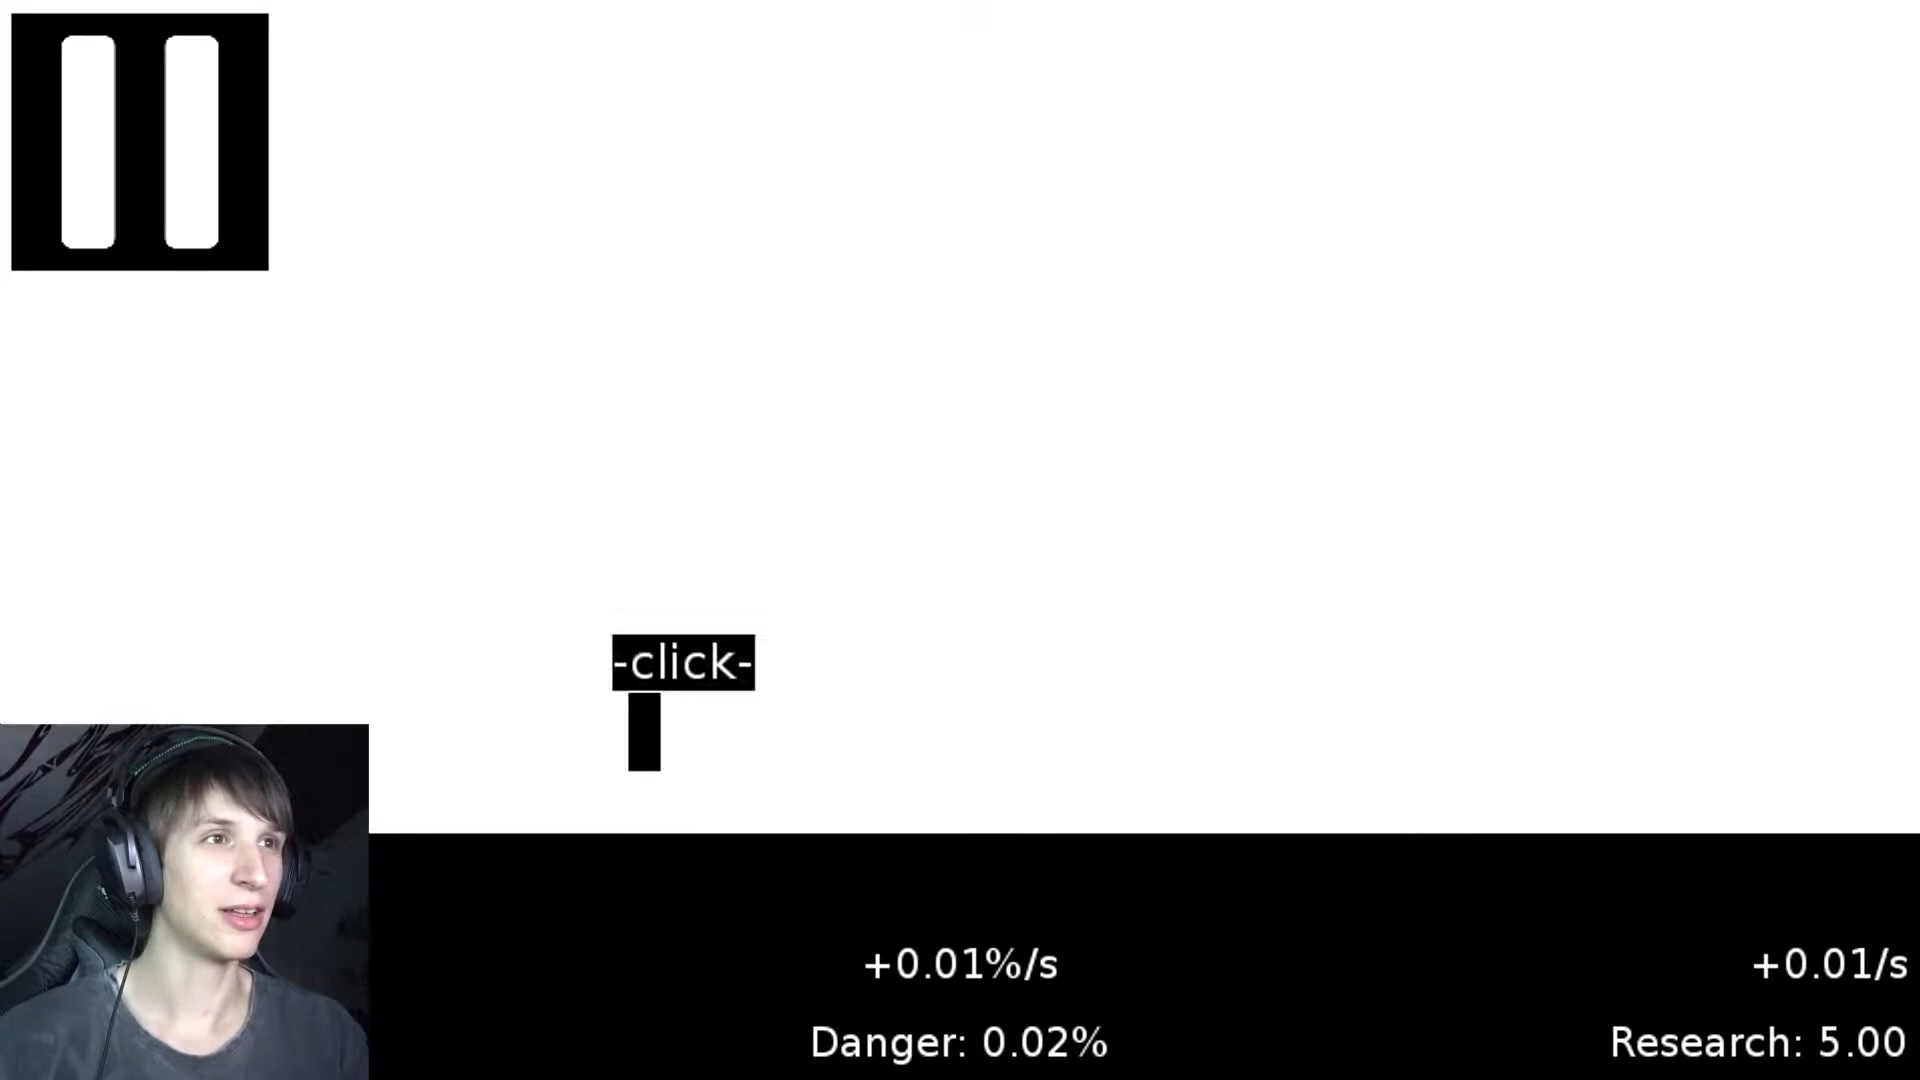 -click-
+0.01%/s
+0.01/s
Danger: 0.02%
Research: 5.00